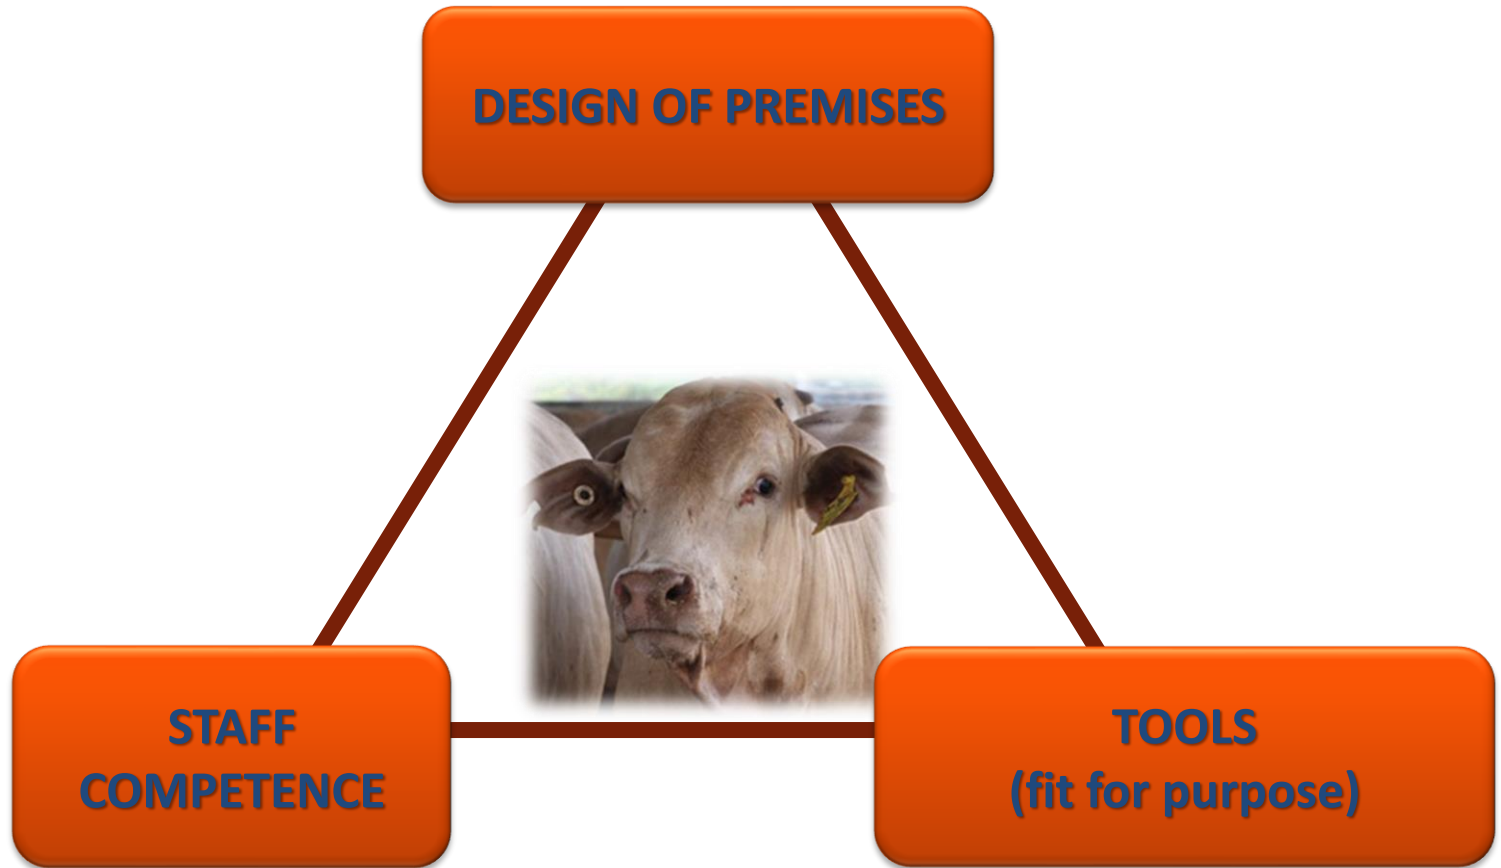 DESIGN OF PREMISES
STAFF
COMPETENCE
TOOLS
(fit for purpose)